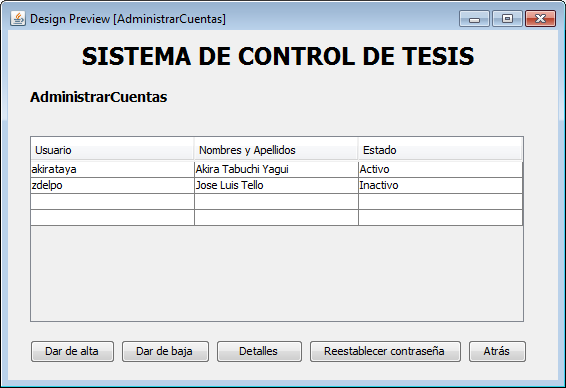 Design Preview [AdministrarCuentas]
SISTEMA DE CONTROL DE TESIS
AdministrarCuentas
Usuario Nombres y Apellidos Estado
akirataya Akira Tabuchi Yagui Activo
zdelpo Jose Luis Tello Inactivo
Dar de alta Dar de baja Detalles Reestablecer contraseña Atrás